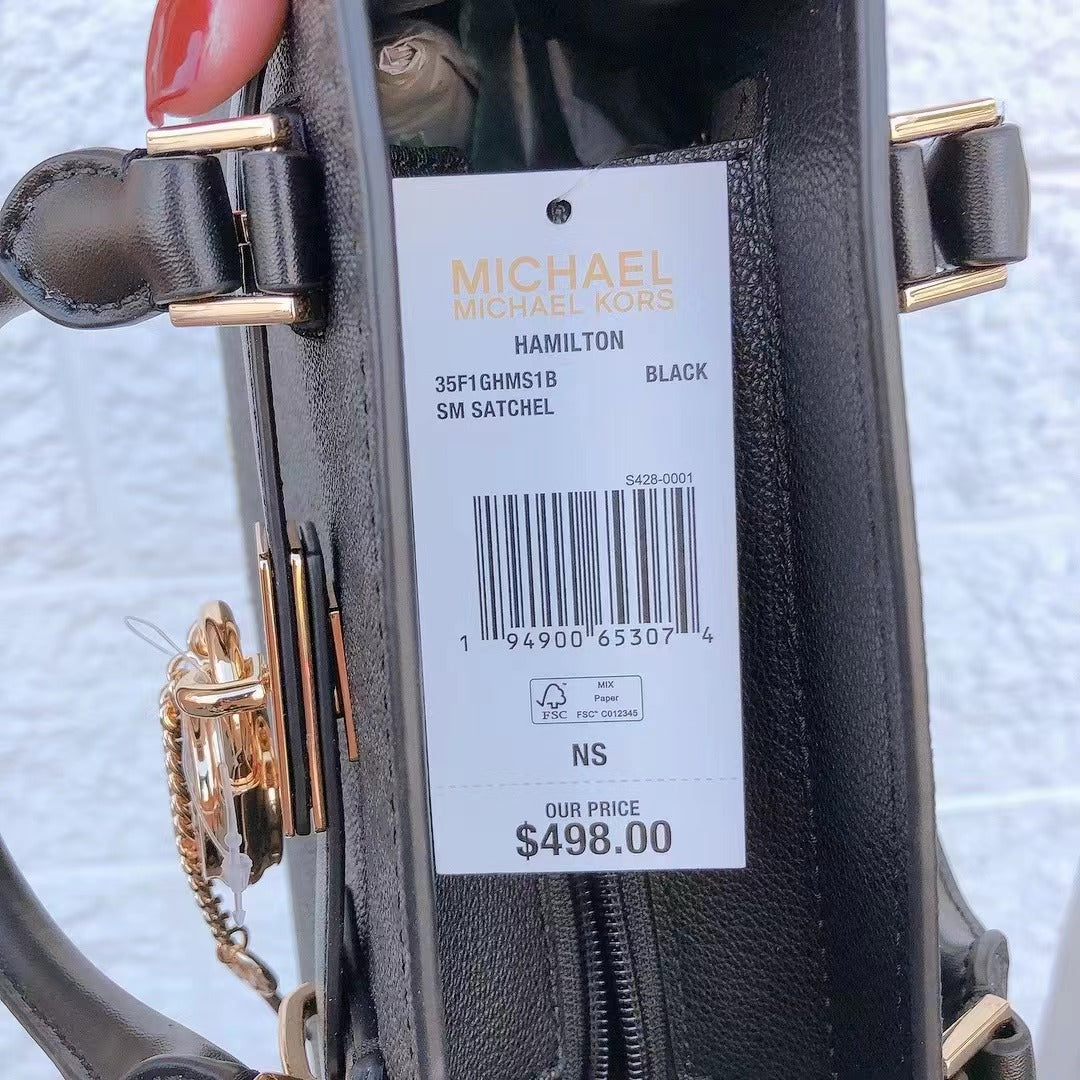 MICHAEL
MICHAEL KORS
HAMILTON
35F1GHMS1B BLACK
SM SATCHEL
S428-0001
1 94900 65307 4
FSC
MIX
Paper
FSC™ C012345
NS
OUR PRICE
$498.00